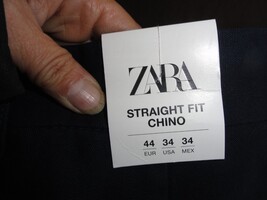 ZARA
STRAIGHT FIT
CHINO
44 34 34
EUR USA MEX